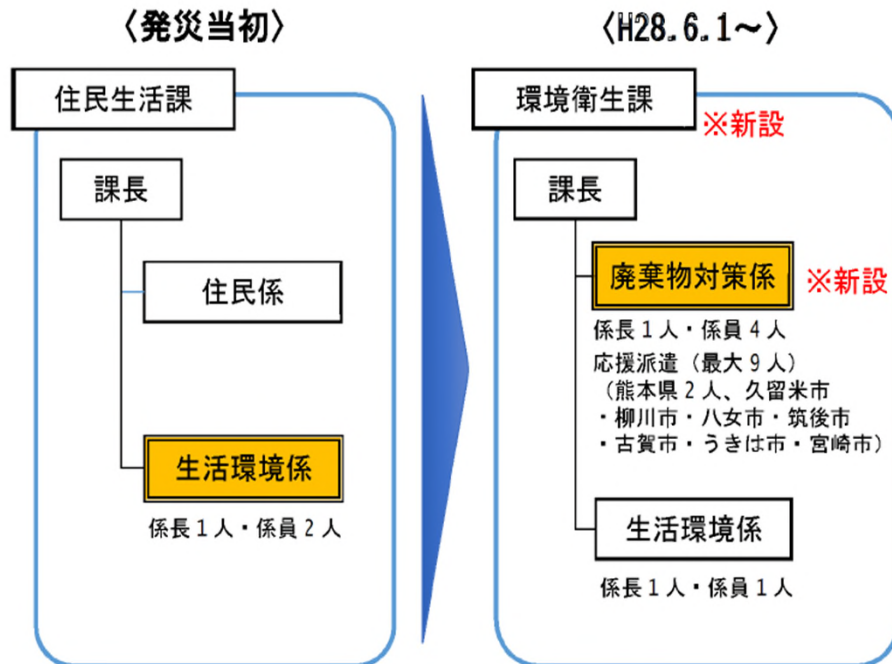 〈発災当初〉
住民生活課
課長
住民係
生活環境係
係長1人・係員2人
〈H28.6.1～〉
環境衛生課
※新設
課長
廃棄物対策係
※新設
係長1人・係員4人
応援派遣（最大9人）
（熊本県2人、久留米市
・柳川市・八女市・筑後市
・古賀市・うきは市・宮崎市）
生活環境係
係長1人・係員1人